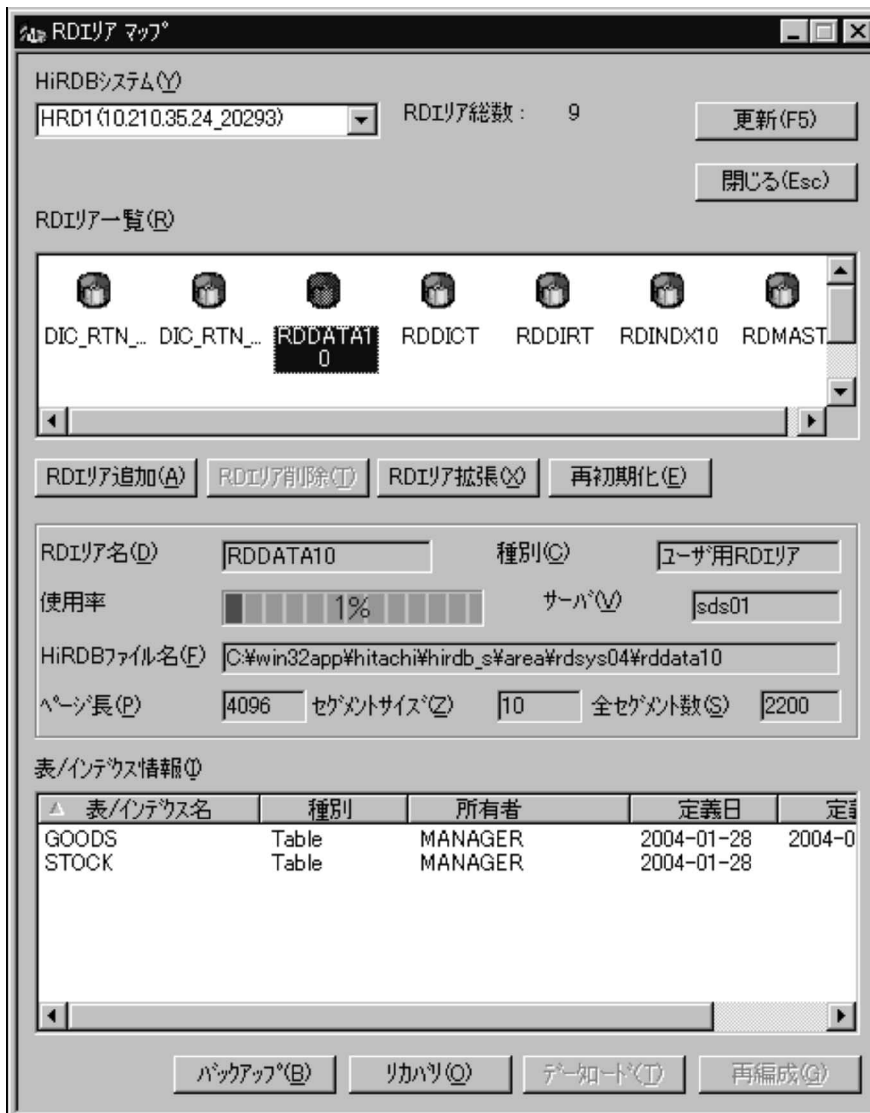 RDエリア マップ
HiRDBシステム(Y)
HRD1(10.210.35.24_20293) RDエリア総数: 9 更新(F5)
閉じる(Esc)
RDエリア一覧(R)
DIC_RTN_... DIC_RTN_... RDDATA1 RDDICT RDDIRT RDINDX10 RDMAST
0
RDエリア追加(A) RDエリア削除(T) RDエリア拡張(X) 再初期化(E)
RDエリア名(D) RDDATA10 種別(C) ユーザ用RDエリア
使用率 1% サーバ(V) sds01
HiRDBファイル名(F) C:¥win32app¥hitachi¥hirdb_s¥area¥rdsys04¥rddata10
ページ長(P) 4096 セグメントサイズ(Z) 10 全セグメント数(S) 2200
表/インデクス情報(I)
表/インデクス名 種別 所有者 定義日 定
GOODS Table MANAGER 2004-01-28 2004-0
STOCK Table MANAGER 2004-01-28
バックアップ(B) リカバリ(O) データロード(T) 再編成(G)